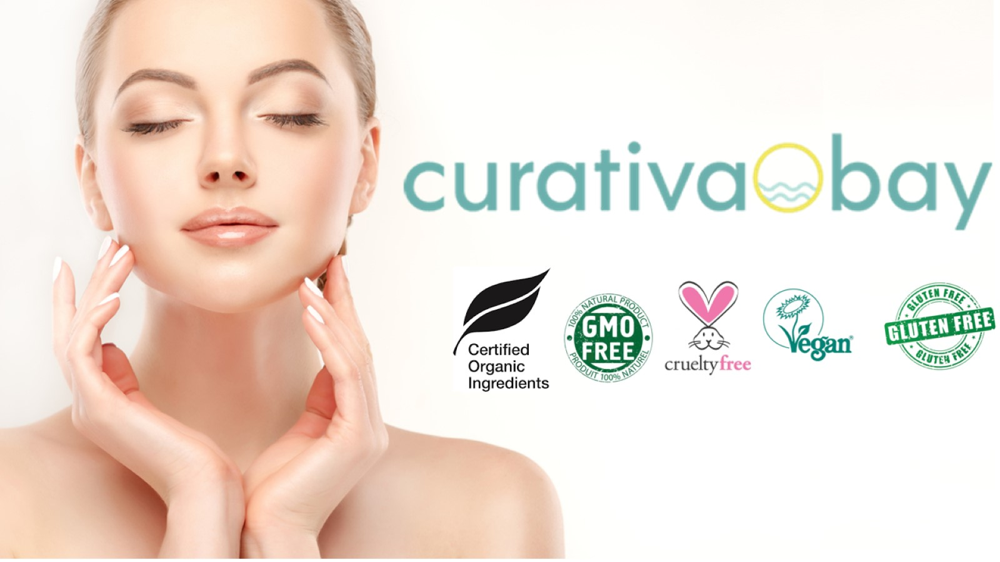 curativa bay
Certified
Organic
Ingredients
100% NATURAL PRODUCT
GMO
FREE
PRODUIT 100% NATUREL
crueltyfree
Vegan®
GLUTEN FREE
GLUTEN FREE
GLUTEN FREE